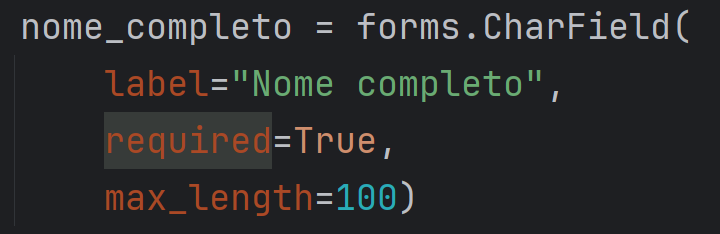 nome_completo = forms.CharField(
label="Nome completo",
required=True,
max_length=100)